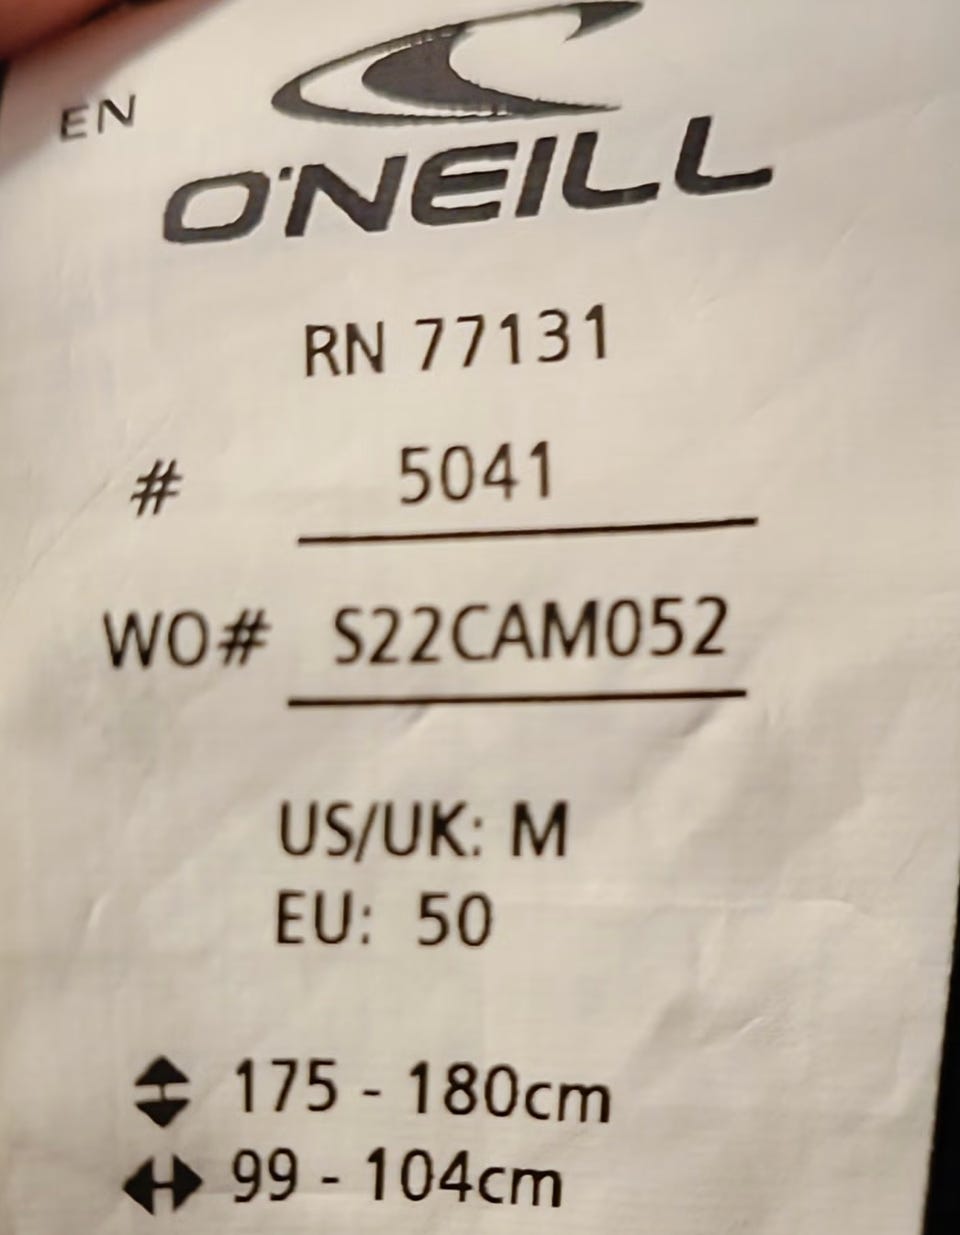 EN
O'NEILL
RN 77131
# 5041
WO# S22CAM052
US/UK: M
EU: 50
175 - 180cm
99 - 104cm